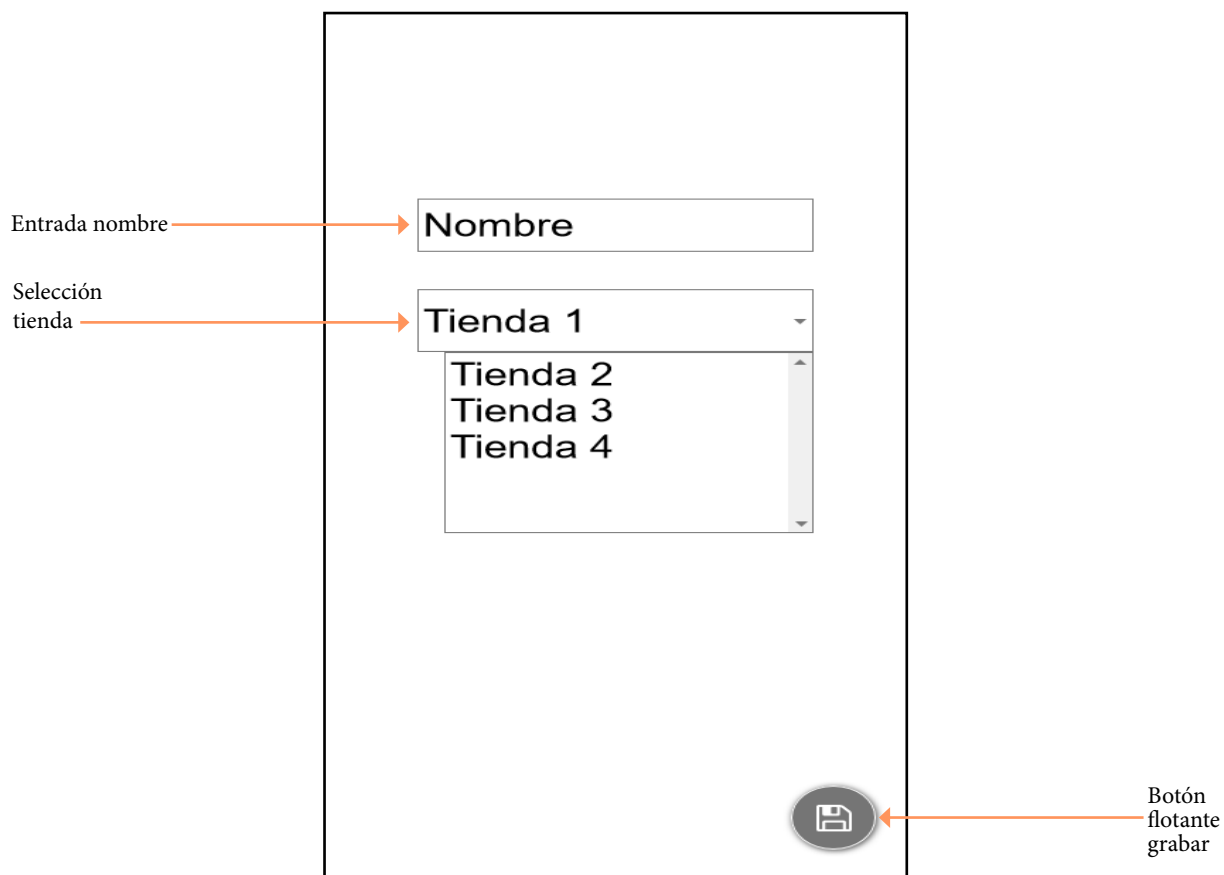 Entrada nombre
Nombre
Selección
tienda
Tienda 1
Tienda 2
Tienda 3
Tienda 4
Botón
flotante
grabar